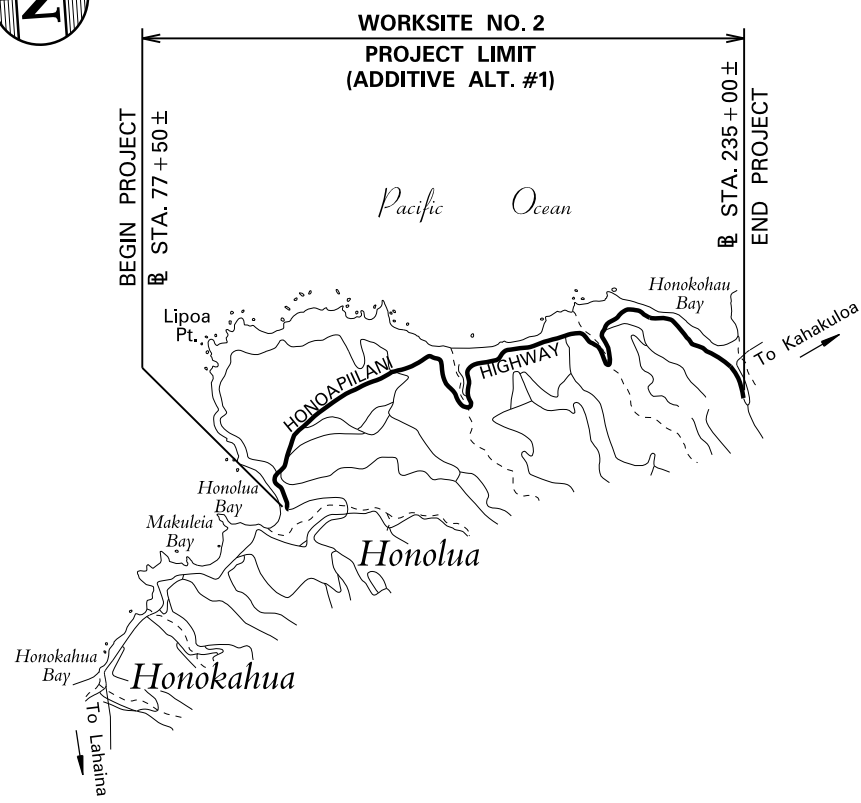 N
WORKSITE NO. 2
PROJECT LIMIT
(ADDITIVE ALT. #1)
BEGIN PROJECT
℄ STA. 77+50±
℄ STA. 235+00±
END PROJECT
Pacific Ocean
Honokohau
Bay
Lipoa
Pt.
To Kahakuloa
HONOAPIILANI
HIGHWAY
Honolua
Bay
Makuleia
Bay
Honolua
Honokahua
Bay
Honokahua
To Lahaina